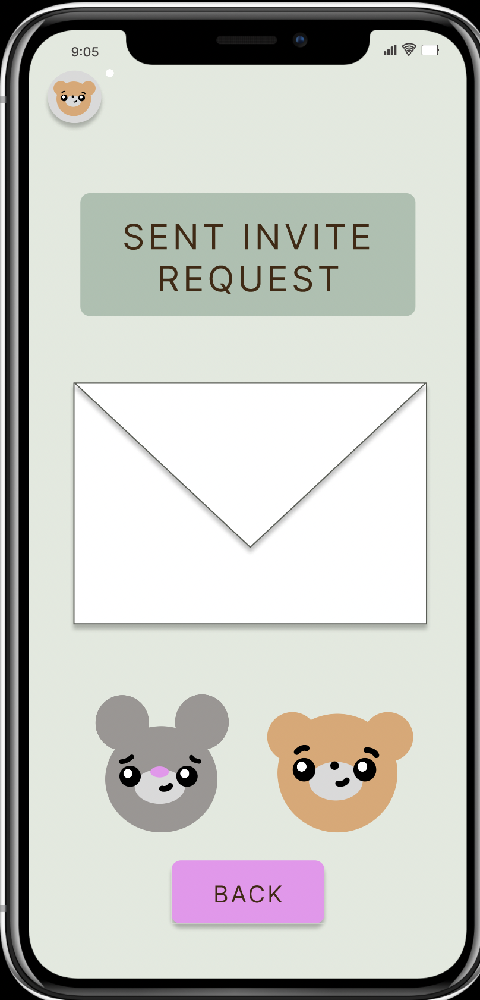 9:05
SENT INVITE
REQUEST
BACK